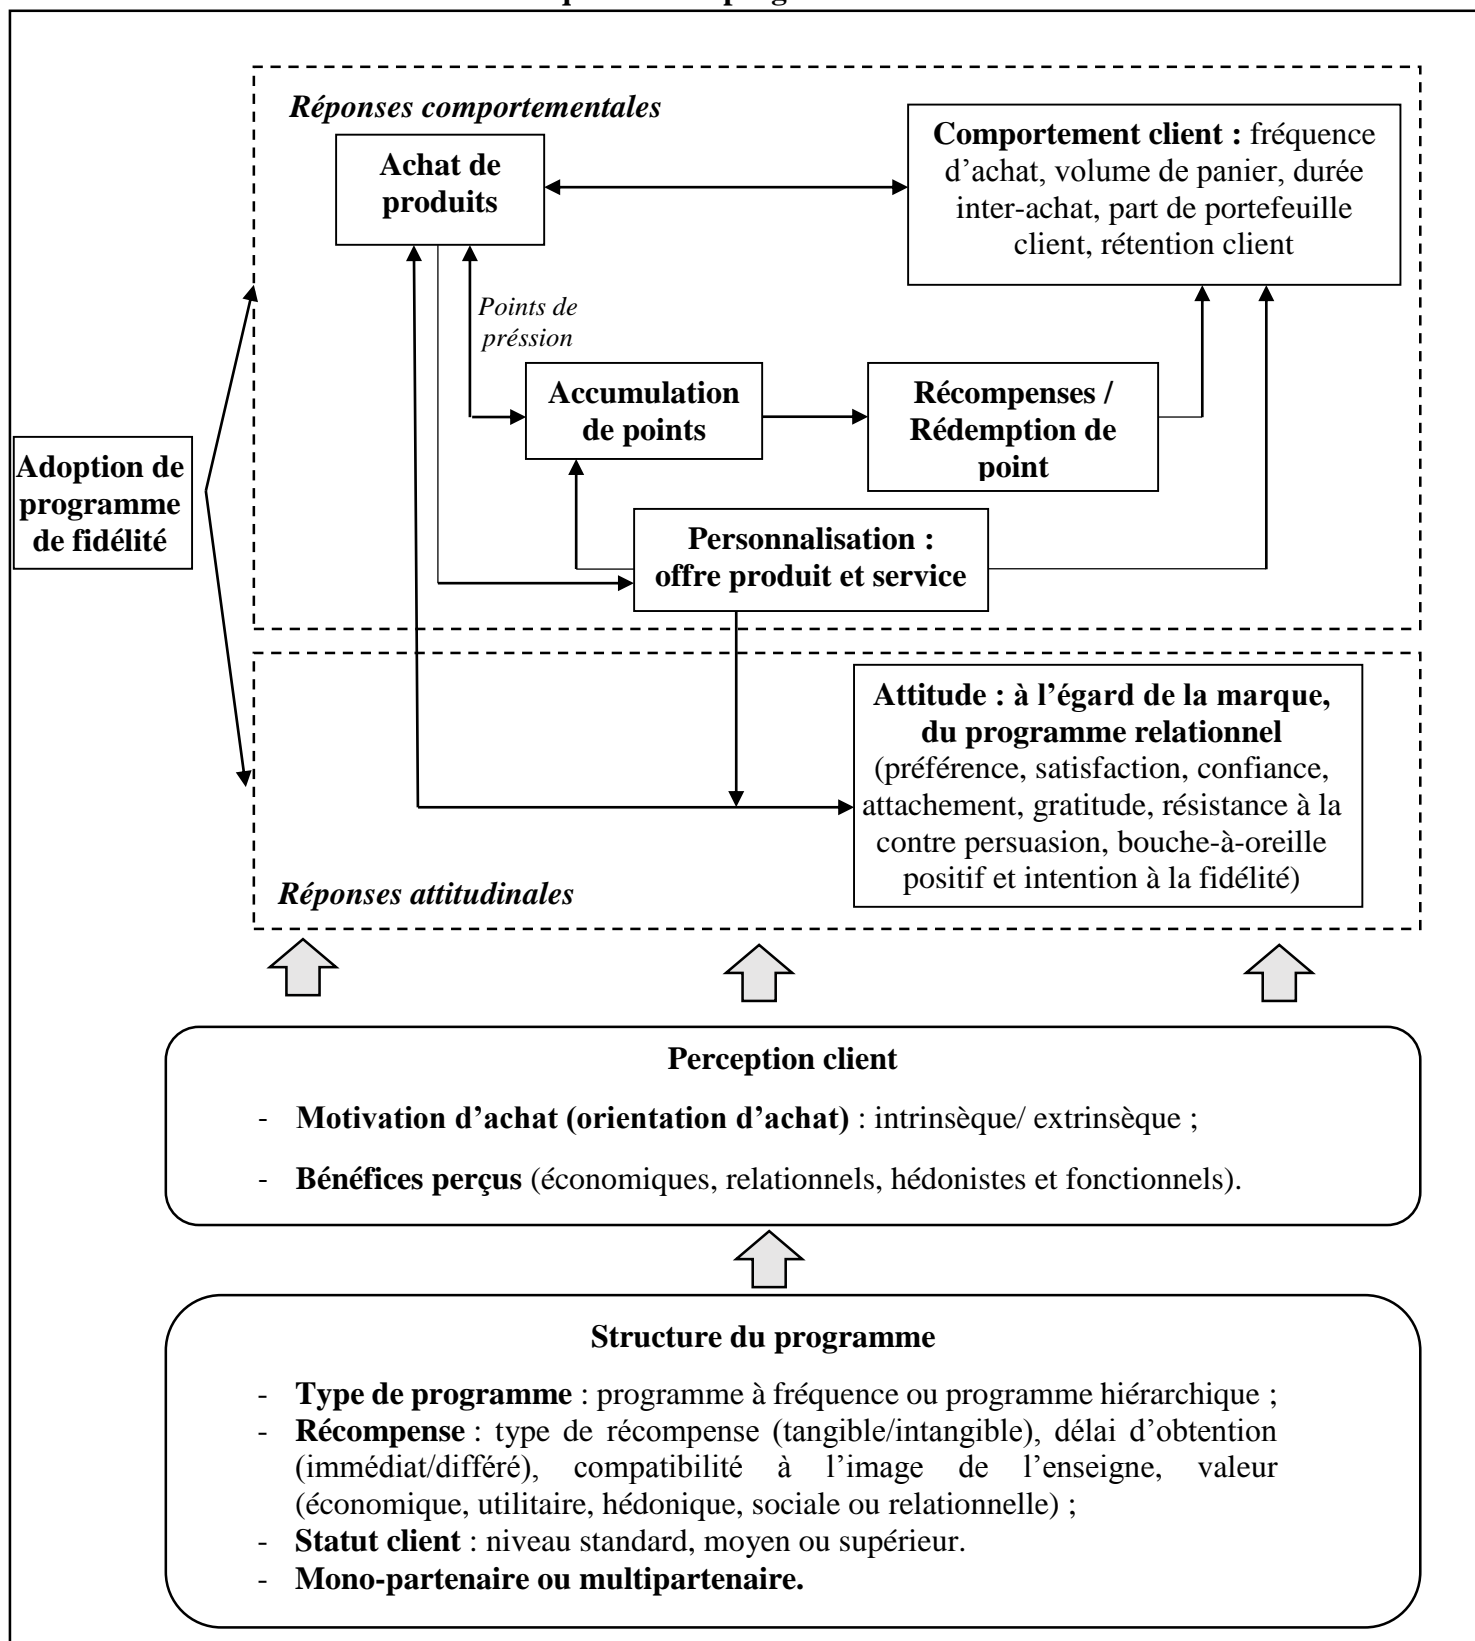 Réponses comportementales
Achat de
produits
Comportement client : fréquence
d’achat, volume de panier, durée
inter-achat, part de portefeuille
client, rétention client
Points de
préssion
Accumulation
de points
Récompenses /
Rédemption de
point
Adoption de
programme
de fidélité
Personnalisation :
offre produit et service
Attitude : à l’égard de la marque,
du programme relationnel
(préférence, satisfaction, confiance,
attachement, gratitude, résistance à la
contre persuasion, bouche-à-oreille
positif et intention à la fidélité)
Réponses attitudinales
Perception client
- Motivation d’achat (orientation d’achat) : intrinsèque/ extrinsèque ;
- Bénéfices perçus (économiques, relationnels, hédonistes et fonctionnels).
Structure du programme
- Type de programme : programme à fréquence ou programme hiérarchique ;
- Récompense : type de récompense (tangible/intangible), délai d’obtention
(immédiat/différé), compatibilité à l’image de l’enseigne, valeur
(économique, utilitaire, hédonique, sociale ou relationnelle) ;
- Statut client : niveau standard, moyen ou supérieur.
- Mono-partenaire ou multipartenaire.